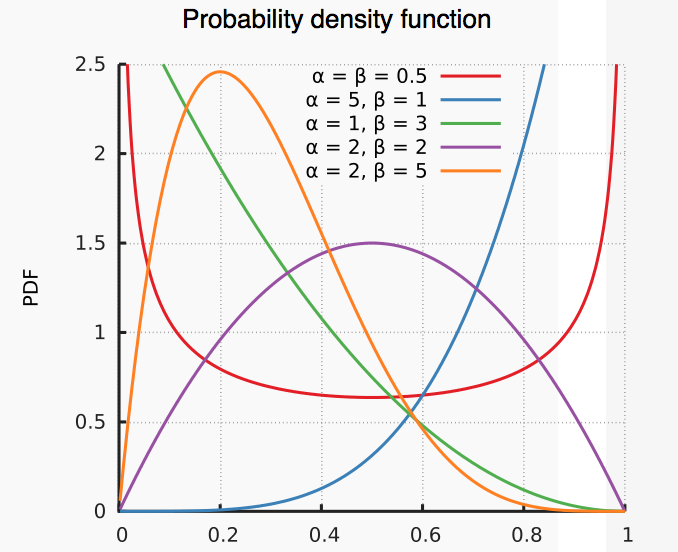 Probability density function
2.5
2
1.5
1
0.5
0
PDF
α = β = 0.5
α = 5, β = 1
α = 1, β = 3
α = 2, β = 2
α = 2, β = 5
0 0.2 0.4 0.6 0.8 1